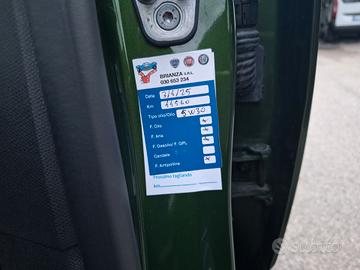 BRIANZA S.R.L.
030 653 234
Data 3/4/25
Km
Tipo olio/Olio 5W30
F. Olio
F. Aria
F. Gasolio/ F. GPL
Candele
F. Antipolline
Prossimo tagliando
km
subito